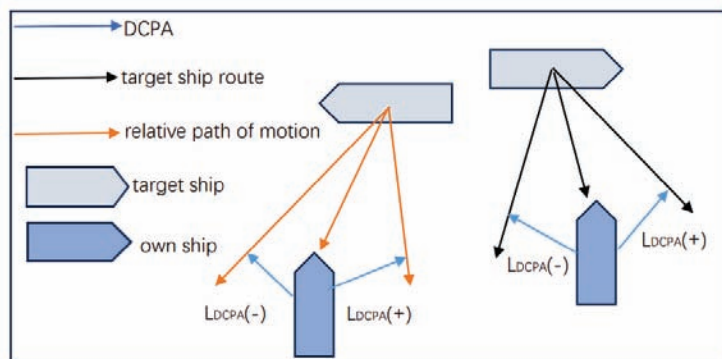 DCPA
target ship route
relative path of motion
target ship
own ship
LDCPA(-)
LDCPA(+)
LDCPA(-)
LDCPA(+)